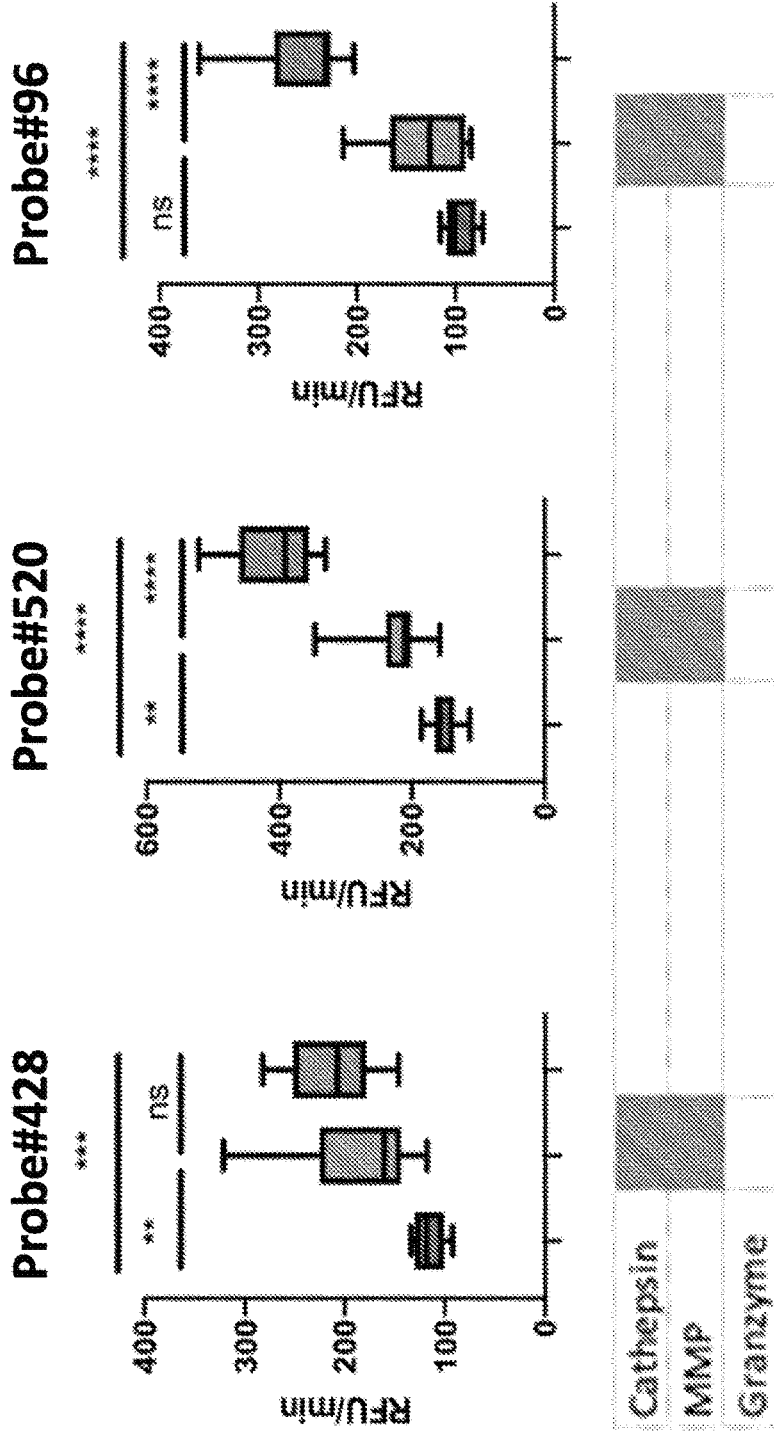 Probe#428
***
**
ns
400
300
200
100
0
RFU/min
Probe#520
****
**
****
600
400
200
0
RFU/min
Probe#96
****
ns
****
400
300
200
100
0
RFU/min
Cathepsin
MMP
Granzyme